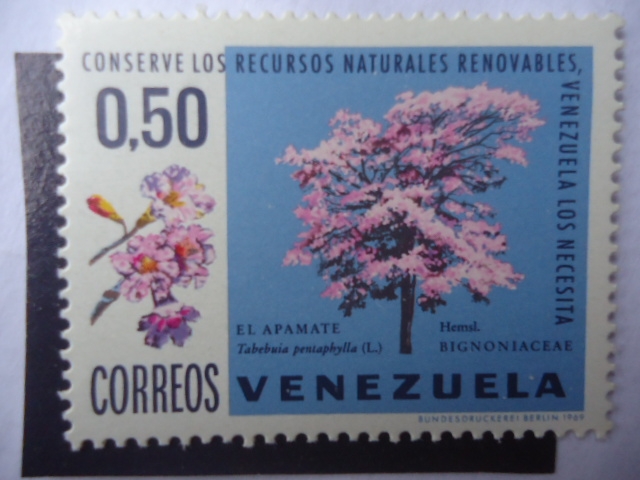 CONSERVE LOS RECURSOS NATURALES RENOVABLES,
VENEZUELA LOS NECESITA
0,50
EL APAMATE
Tabebuia pentaphylla (L.)
Hemsl.
BIGNONIACEAE
CORREOS
VENEZUELA
BUNDESDRUCKEREI BERLIN 1969